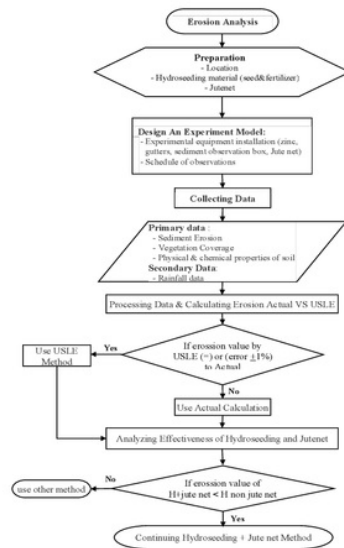 Erosion Analysis
Preparation
- Location
- Hydroseeding material (seed&fertilizer)
- Jutenet
Design An Experiment Model:
- Experimental equipment installation (zinc,
gutters, sediment observation box, Jute net)
- Schedule of observations
Collecting Data
Primary data :
- Sediment Erosion
- Vegetation Coverage
- Physical & chemical properties of soil
Secondary Data:
- Rainfall data
Processing Data & Calculating Erosion Actual VS USLE
If erossion value by
USLE (=) or (error ±1%)
to Actual
Yes
Use USLE
Method
No
Use Actual Calculation
Analyzing Effectiveness of Hydroseeding and Jutenet
If erossion value of
H+jute net < H non jute net
No
use other method
Yes
Continuing Hydroseeding + Jute net Method